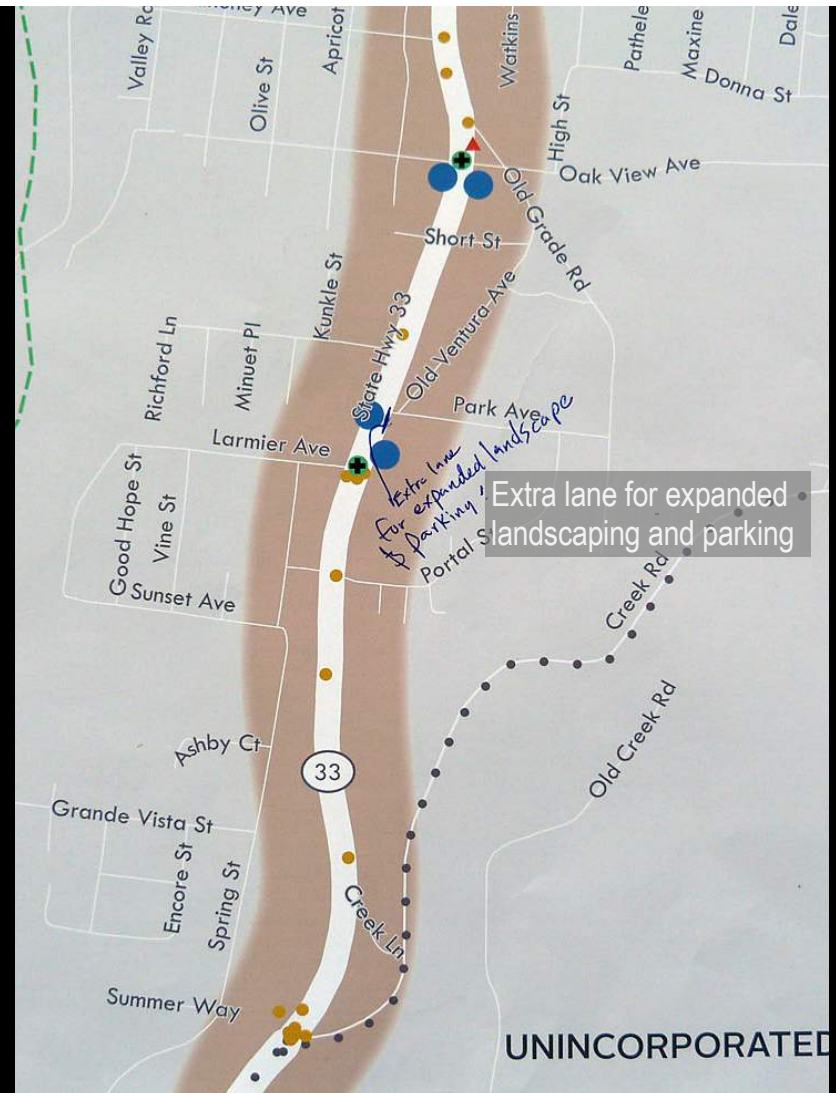 Valley Rd
Olive St
Apricot
Watkins
Pathele
Maxine
Dale
Donna St
High St
Oak View Ave
Old Grade Rd
Short St
Kunkle St
State Hwy 33
Old Ventura Ave
Richford Ln
Minuet Pl
Park Ave
Larmier Ave
Extra lane
for expanded landscape
& parking
Extra lane for expanded
landscaping and parking
Good Hope St
Vine St
Portal S
Sunset Ave
Creek Rd
Old Creek Rd
Ashby Ct
33
Grande Vista St
Encore St
Spring St
Creek Ln
Summer Way
UNINCORPORATED